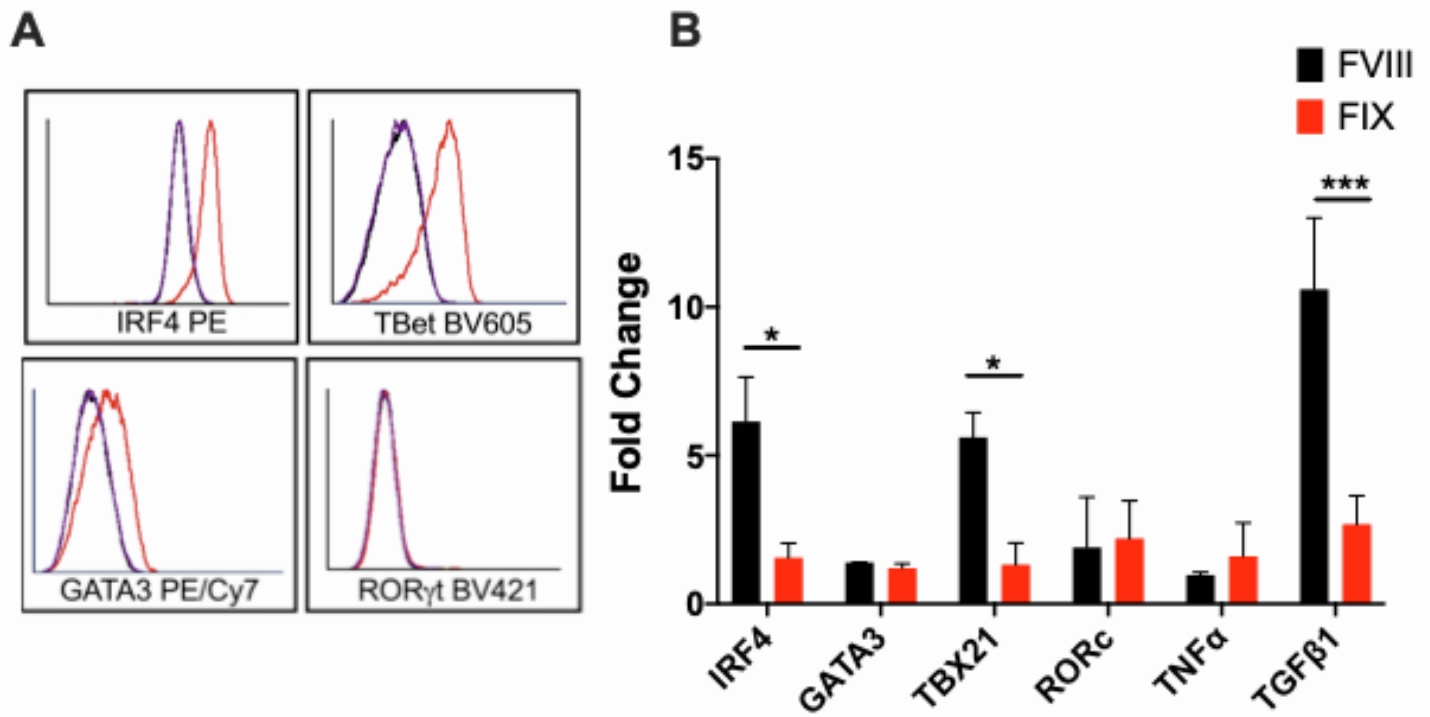 A
IRF4 PE
TBet BV605
GATA3 PE/Cy7
RORγt BV421
B
FVIII
FIX
Fold Change
15
10
5
0
*
*
***
IRF4
GATA3
TBX21
RORc
TNFα
TGFβ1